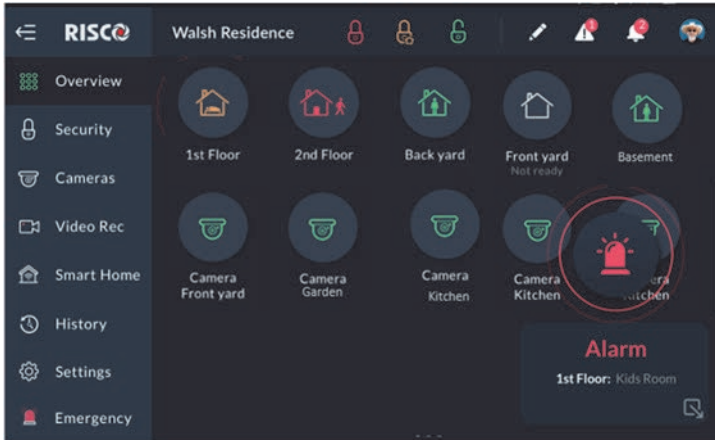 RISCO
Walsh Residence
1
2
Overview
Security
Cameras
Video Rec
Smart Home
History
Settings
Emergency
1st Floor
2nd Floor
Back yard
Front yard
Not ready
Basement
Camera
Front yard
Camera
Garden
Camera
Kitchen
Camera
Kitchen
Alarm
1st Floor: Kids Room